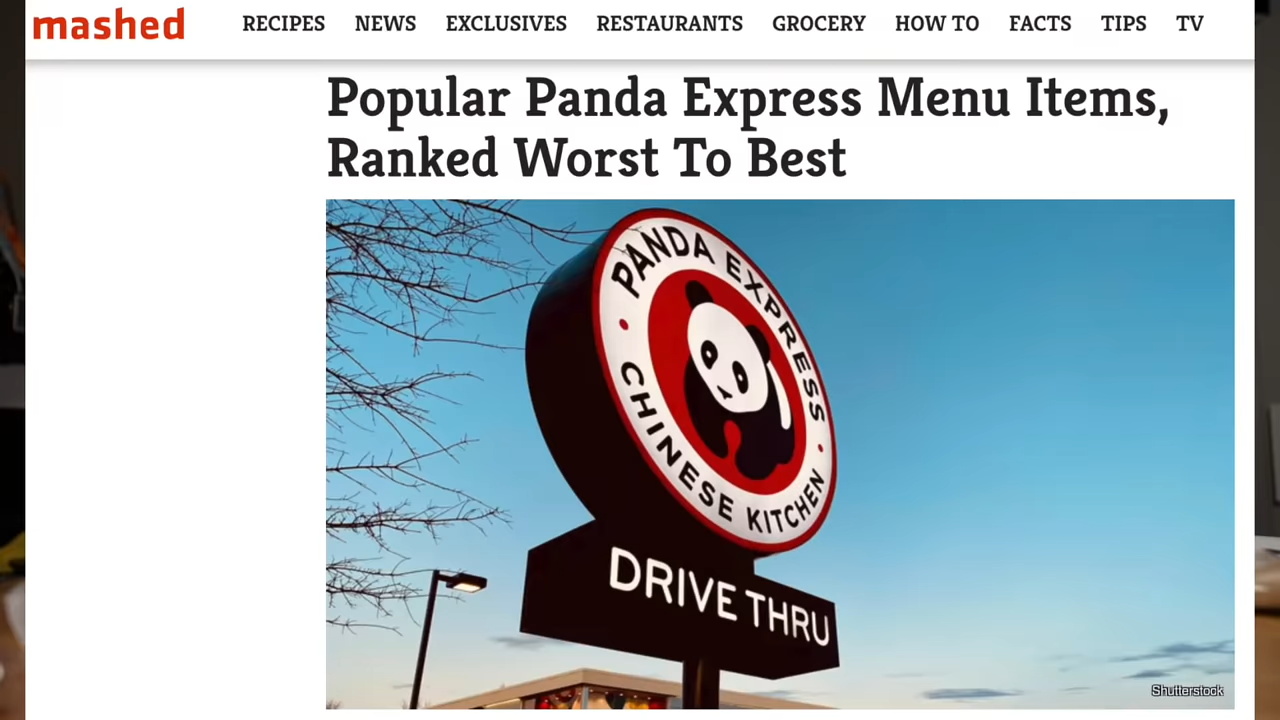 mashed
RECIPES NEWS EXCLUSIVES RESTAURANTS GROCERY HOW TO FACTS TIPS TV
Popular Panda Express Menu Items,
Ranked Worst To Best
PANDA EXPRESS
CHINESE KITCHEN
DRIVE THRU
Shutterstock